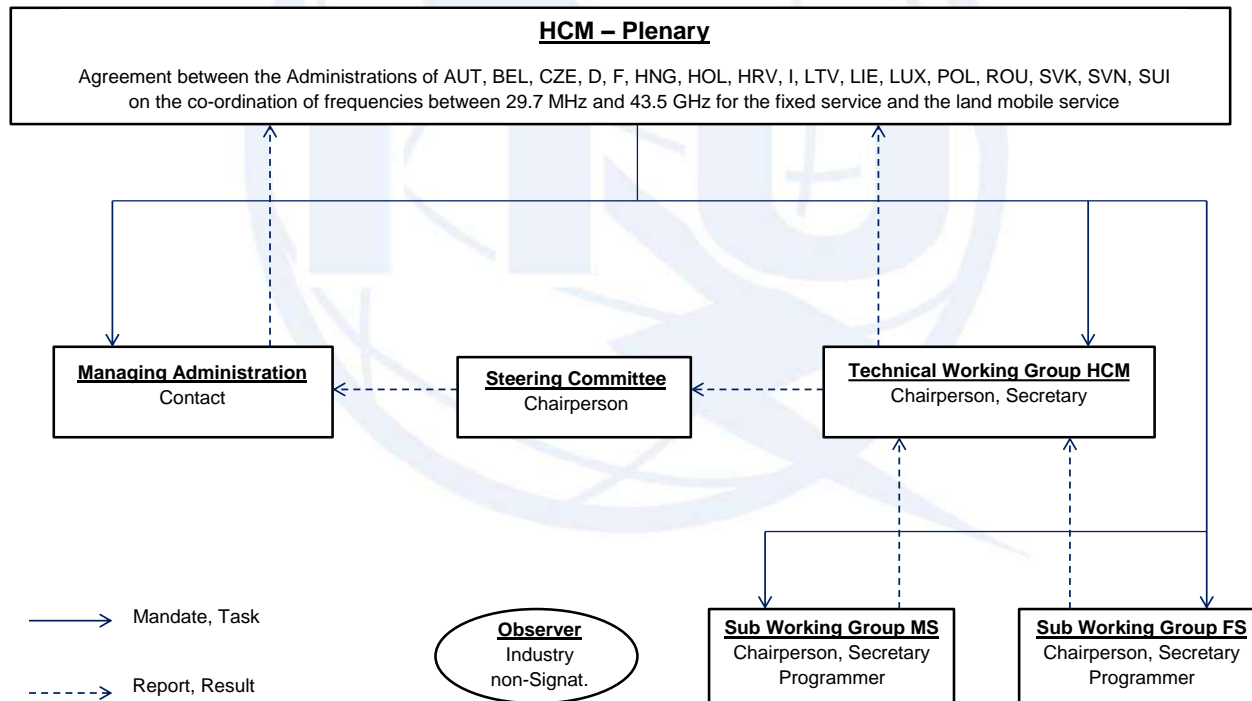 HCM – Plenary
Agreement between the Administrations of AUT, BEL, CZE, D, F, HNG, HOL, HRV, I, LTV, LIE, LUX, POL, ROU, SVK, SVN, SUI
on the co-ordination of frequencies between 29.7 MHz and 43.5 GHz for the fixed service and the land mobile service
Managing Administration
Contact
Steering Committee
Chairperson
Technical Working Group HCM
Chairperson, Secretary
Mandate, Task
Report, Result
Observer
Industry
non-Signat.
Sub Working Group MS
Chairperson, Secretary
Programmer
Sub Working Group FS
Chairperson, Secretary
Programmer
ITU